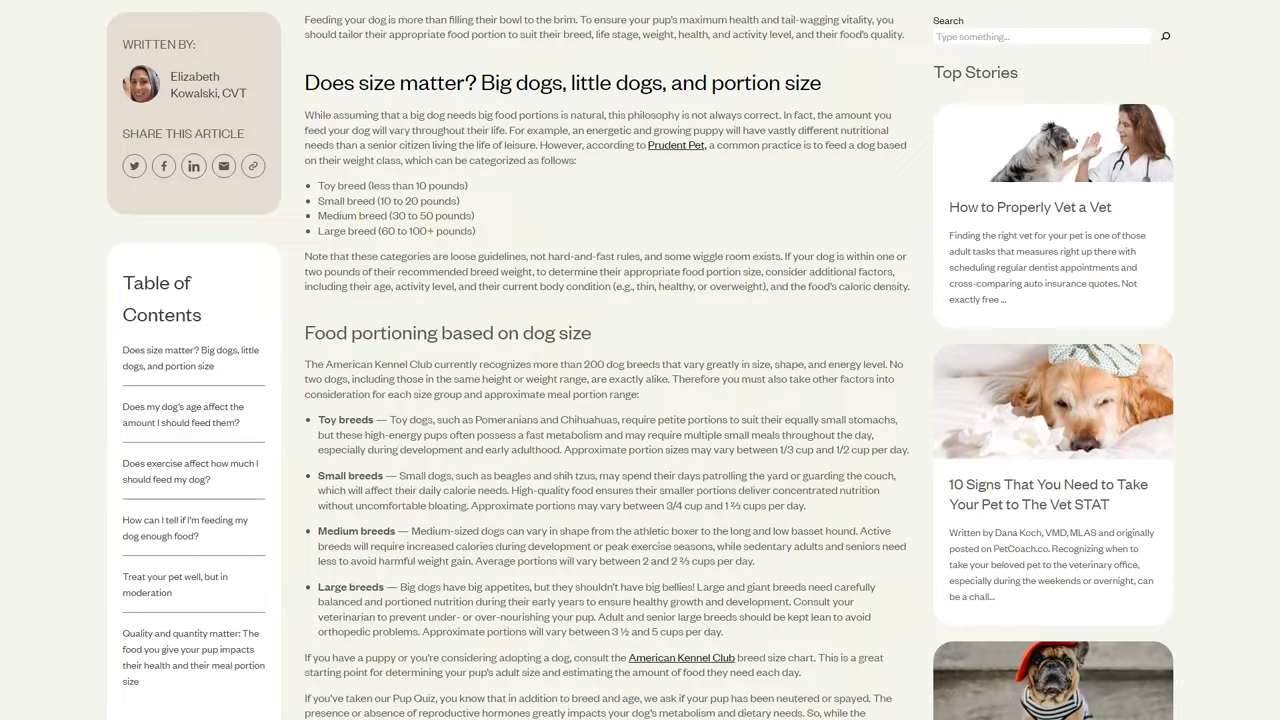 WRITTEN BY:
Elizabeth
Kowalski, CVT
SHARE THIS ARTICLE
Table of
Contents
Does size matter? Big dogs, little
dogs, and portion size
Does my dog's age affect the
amount I should feed them?
Does exercise affect how much I
should feed my dog?
How can I tell if I'm feeding my
dog enough food?
Treat your pet well, but in
moderation
Quality and quantity matter: The
food you give your pup impacts
their health and their meal portion
size
Feeding your dog is more than filling their bowl to the brim. To ensure your pup's maximum health and tail-wagging vitality, you
should tailor their appropriate food portion to suit their breed, life stage, weight, health, and activity level, and their food's quality.
Does size matter? Big dogs, little dogs, and portion size
While assuming that a big dog needs big food portions is natural, this philosophy is not always correct. In fact, the amount you
feed your dog will vary throughout their life. For example, an energetic and growing puppy will have vastly different nutritional
needs than a senior citizen living the life of leisure. However, according to Prudent Pet, a common practice is to feed a dog based
on their weight class, which can be categorized as follows:
• Toy breed (less than 10 pounds)
• Small breed (10 to 20 pounds)
• Medium breed (30 to 50 pounds)
• Large breed (60 to 100+ pounds)
Note that these categories are loose guidelines, not hard-and-fast rules, and some wiggle room exists. If your dog is within one or
two pounds of their recommended breed weight, to determine their appropriate food portion size, consider additional factors,
including their age, activity level, and their current body condition (e.g., thin, healthy, or overweight), and the food's caloric density.
Food portioning based on dog size
The American Kennel Club currently recognizes more than 200 dog breeds that vary greatly in size, shape, and energy level. No
two dogs, including those in the same height or weight range, are exactly alike. Therefore you must also take other factors into
consideration for each size group and approximate meal portion range:
• Toy breeds — Toy dogs, such as Pomeranians and Chihuahuas, require petite portions to suit their equally small stomachs,
but these high-energy pups often possess a fast metabolism and may require multiple small meals throughout the day,
especially during development and early adulthood. Approximate portion sizes may vary between 1/3 cup and 1/2 cup per day.
• Small breeds — Small dogs, such as beagles and shih tzus, may spend their days patrolling the yard or guarding the couch,
which will affect their daily calorie needs. High-quality food ensures their smaller portions deliver concentrated nutrition
without uncomfortable bloating. Approximate portions may vary between 3/4 cup and 1 ⅔ cups per day.
• Medium breeds — Medium-sized dogs can vary in shape from the athletic boxer to the long and low basset hound. Active
breeds will require increased calories during development or peak exercise seasons, while sedentary adults and seniors need
less to avoid harmful weight gain. Average portions will vary between 2 and 2 ⅔ cups per day.
• Large breeds — Big dogs have big appetites, but they shouldn't have big bellies! Large and giant breeds need carefully
balanced and portioned nutrition during their early years to ensure healthy growth and development. Consult your
veterinarian to prevent under- or over-nourishing your pup. Adult and senior large breeds should be kept lean to avoid
orthopedic problems. Approximate portions will vary between 3 ½ and 5 cups per day.
If you have a puppy or you're considering adopting a dog, consult the American Kennel Club breed size chart. This is a great
starting point for determining your pup's adult size and estimating the amount of food they need each day.
If you've taken our Pup Quiz, you know that in addition to breed and age, we ask if your pup has been neutered or spayed. The
presence or absence of reproductive hormones greatly impacts your dog's metabolism and dietary needs. So, while the
Search
Type something...
Top Stories
How to Properly Vet a Vet
Finding the right vet for your pet is one of those
adult tasks that measures right up there with
scheduling regular dentist appointments and
cross-comparing auto insurance quotes. Not
exactly free ...
10 Signs That You Need to Take
Your Pet to The Vet STAT
Written by Dana Koch, VMD, MLAS and originally
posted on PetCoach.co. Recognizing when to
take your beloved pet to the veterinary office,
especially during the weekends or overnight, can
be a chall...